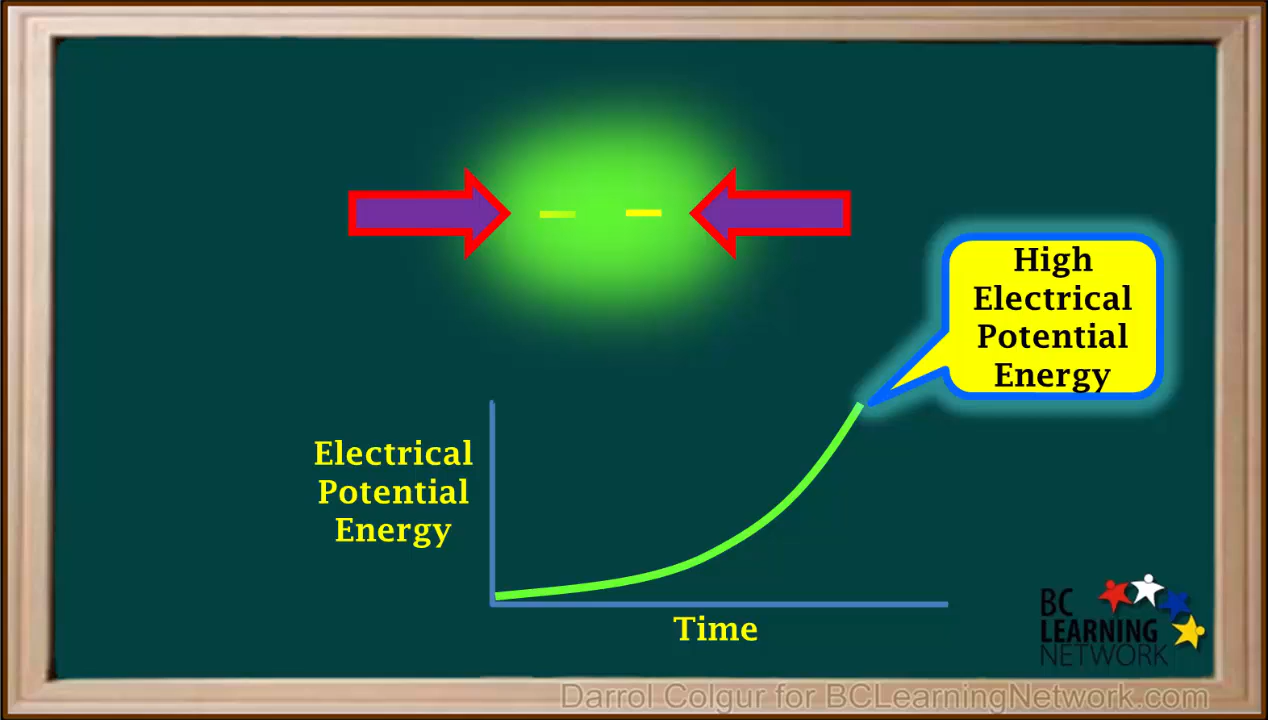 High
Electrical
Potential
Energy
Electrical
Potential
Energy
Time
BC
LEARNING
NETWORK
Darrol Colgur for BCLearningNetwork.com